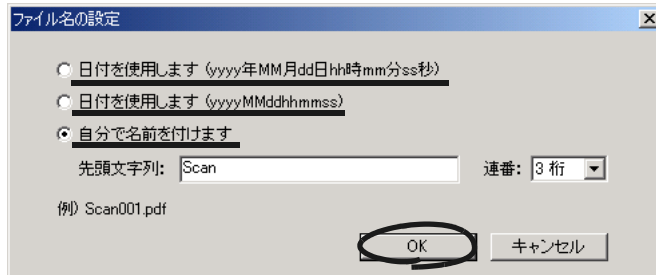 ファイル名の設定
日付を使用します (yyyy年MM月dd日hh時mm分ss秒)
日付を使用します (yyyyMMddhhmmss)
自分で名前を付けます
先頭文字列: Scan 連番: 3 桁
例) Scan001.pdf
OK キャンセル